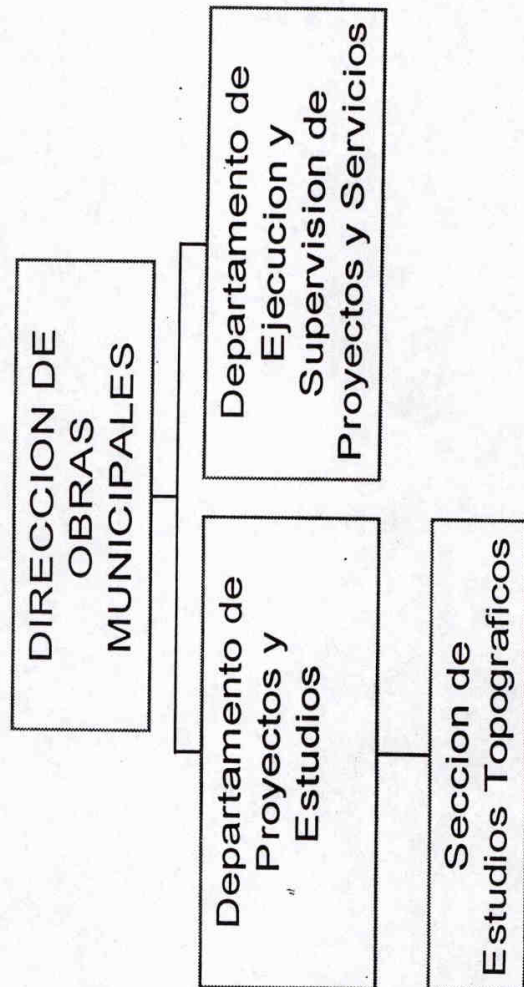 DIRECCION DE
OBRAS
MUNICIPALES
Departamento de
Proyectos y
Estudios
Departamento de
Ejecucion y
Supervision de
Proyectos y Servicios
Seccion de
Estudios Topograficos